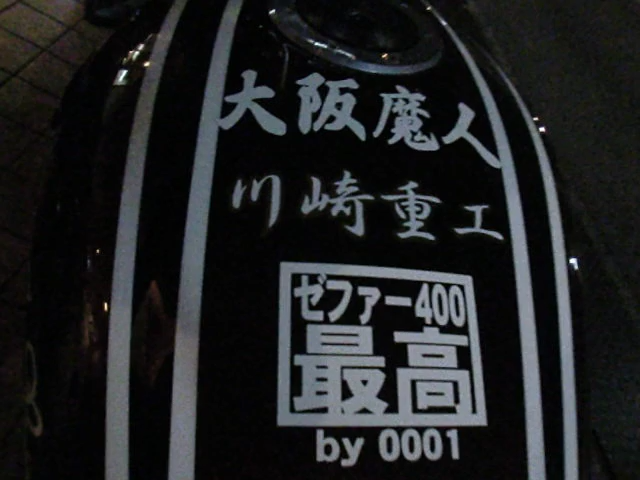 大阪魔人
川崎重工
ゼファー400
最高
by 0001